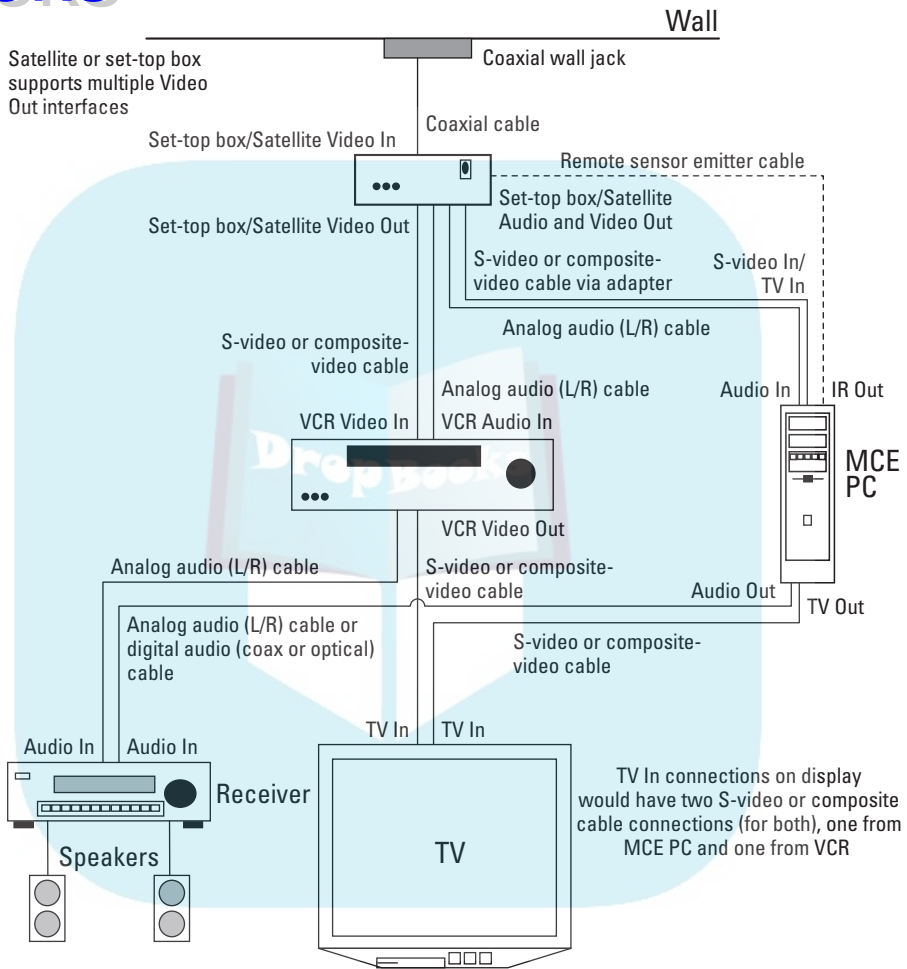 Wall
Satellite or set-top box
supports multiple Video
Out interfaces
Coaxial wall jack
Coaxial cable
Set-top box/Satellite Video In
Remote sensor emitter cable
Set-top box/Satellite
Audio and Video Out
Set-top box/Satellite Video Out
S-video or composite-
video cable via adapter
S-video In/
TV In
Analog audio (L/R) cable
S-video or composite-
video cable
Analog audio (L/R) cable
Audio In
IR Out
VCR Video In
VCR Audio In
MCE
PC
DropBooks
VCR Video Out
Analog audio (L/R) cable
S-video or composite-
video cable
Audio Out
TV Out
Analog audio (L/R) cable or
digital audio (coax or optical)
cable
S-video or composite-
video cable
TV In
TV In
Audio In
Audio In
Receiver
TV In connections on display
would have two S-video or composite
cable connections (for both), one from
MCE PC and one from VCR
Speakers
TV